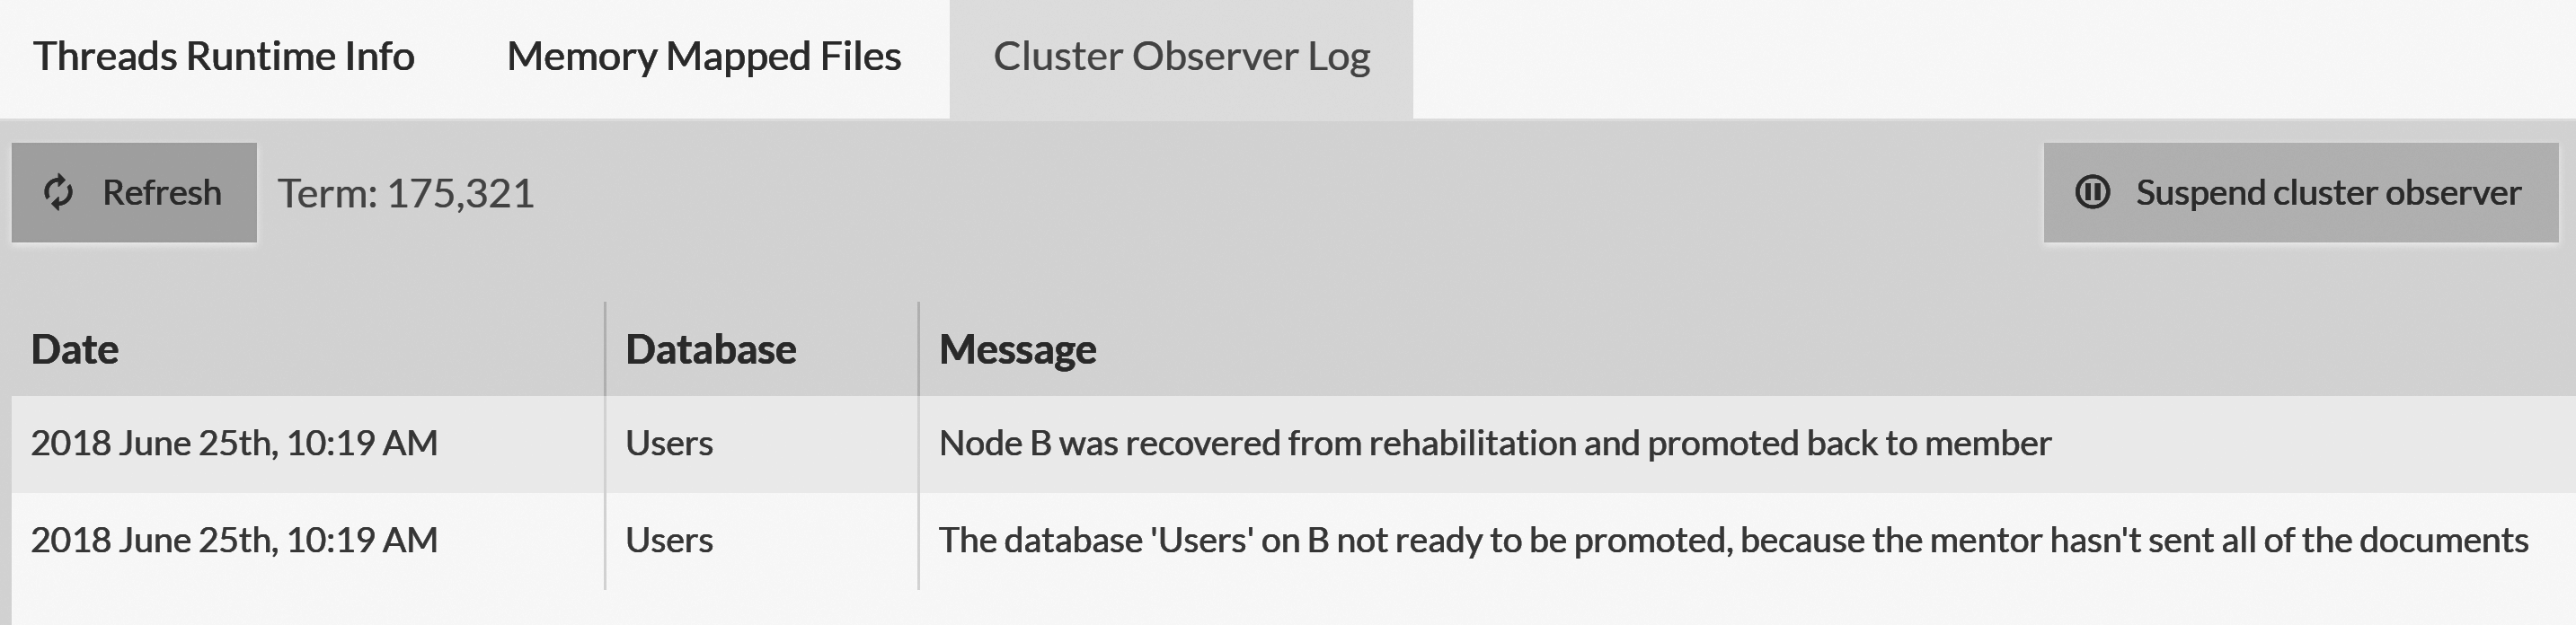 Threads Runtime Info Memory Mapped Files Cluster Observer Log
Refresh Term: 175,321 Suspend cluster observer
Date Database Message
2018 June 25th, 10:19 AM Users Node B was recovered from rehabilitation and promoted back to member
2018 June 25th, 10:19 AM Users The database 'Users' on B not ready to be promoted, because the mentor hasn't sent all of the documents